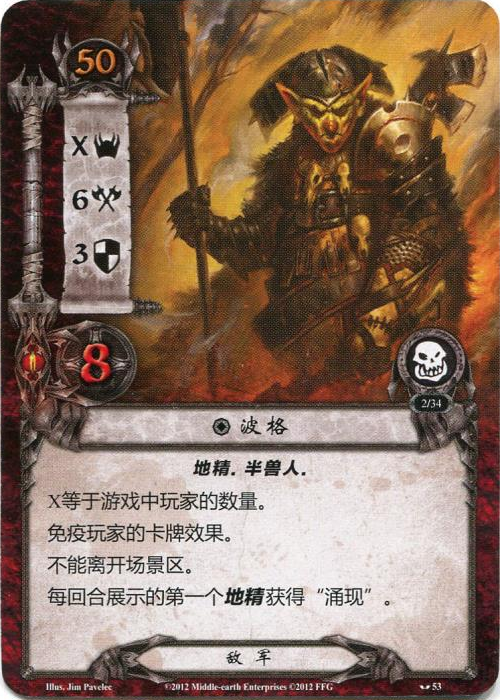 50
X
6
3
8
2/34
波格
地精. 半兽人.
X等于游戏中玩家的数量。
免疫玩家的卡牌效果。
不能离开场景区。
每回合展示的第一个地精获得“涌现”。
敌军
Illus. Jim Pavelec ©2012 Middle-earth Enterprises ©2012 FFG 53